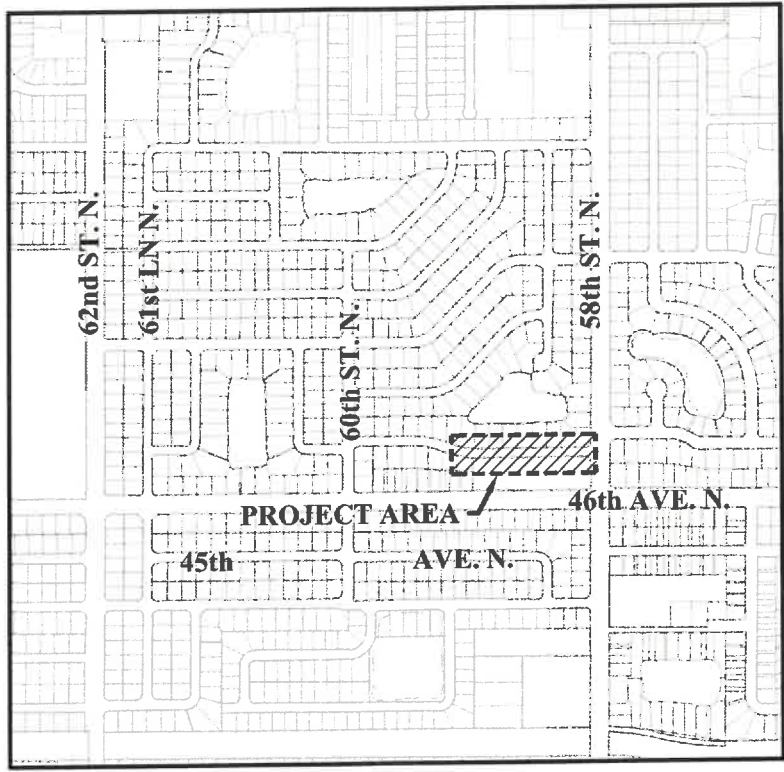 62nd ST. N.
61st LN N.
60th ST. N.
58th ST. N.
46th AVE. N.
PROJECT AREA
45th AVE. N.